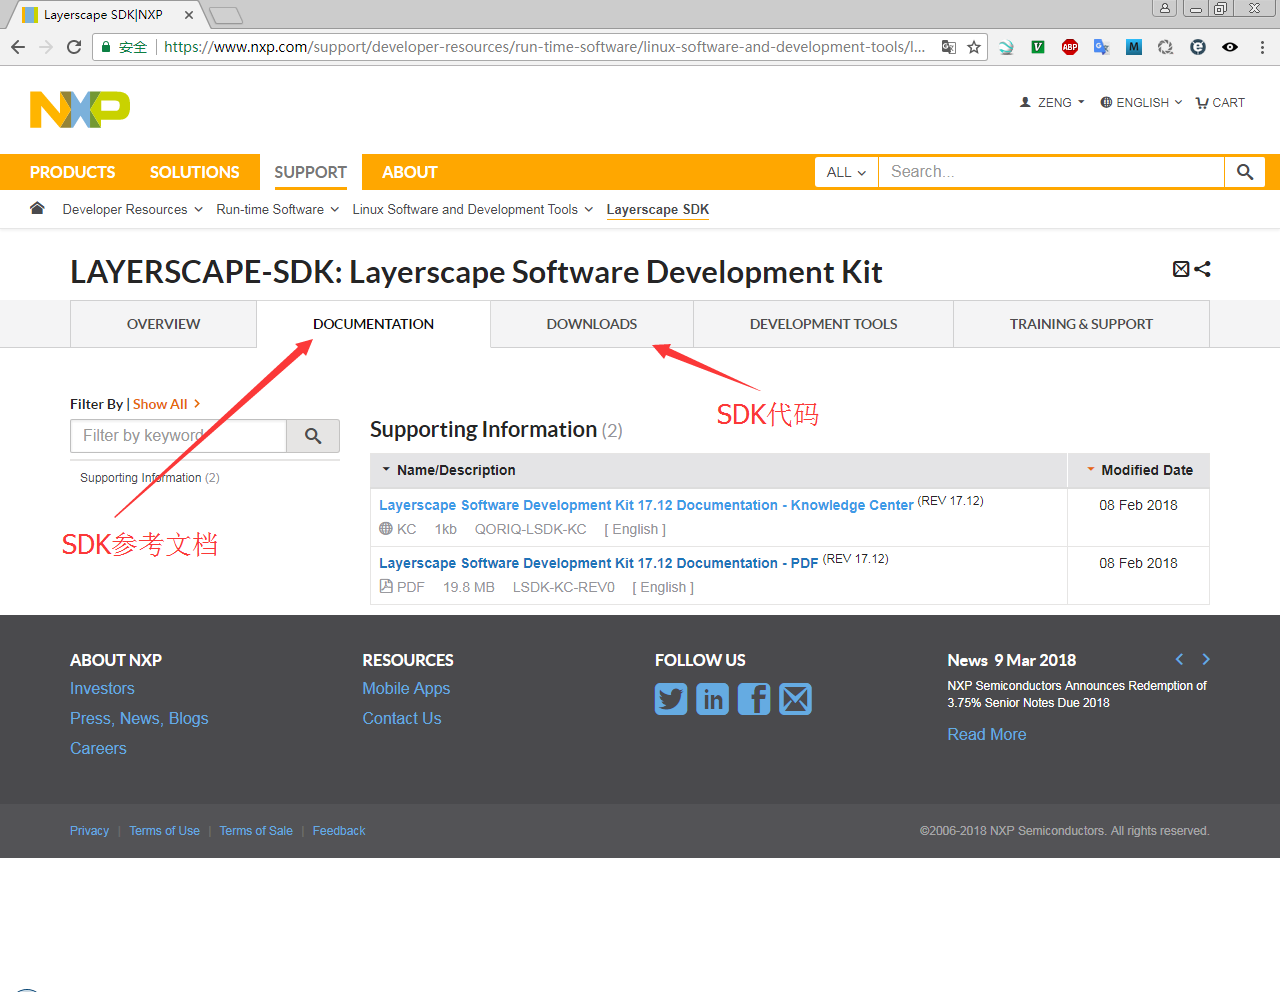 Layerscape SDK|NXP
安全 https://www.nxp.com/support/developer-resources/run-time-software/linux-software-and-development-tools/l...
NXP
ZENG ENGLISH CART
PRODUCTS SOLUTIONS SUPPORT ABOUT ALL Search...
Developer Resources Run-time Software Linux Software and Development Tools Layerscape SDK
LAYERSCAPE-SDK: Layerscape Software Development Kit
OVERVIEW DOCUMENTATION DOWNLOADS DEVELOPMENT TOOLS TRAINING & SUPPORT
SDK代码
Filter By | Show All
Filter by keyword
Supporting Information (2)
SDK参考文档
Supporting Information (2)
Name/Description Modified Date
Layerscape Software Development Kit 17.12 Documentation - Knowledge Center (REV 17.12) 08 Feb 2018
KC 1kb QORIQ-LSDK-KC [ English ]
Layerscape Software Development Kit 17.12 Documentation - PDF (REV 17.12) 08 Feb 2018
PDF 19.8 MB LSDK-KC-REV0 [ English ]
ABOUT NXP
Investors
Press, News, Blogs
Careers
RESOURCES
Mobile Apps
Contact Us
FOLLOW US
News 9 Mar 2018
NXP Semiconductors Announces Redemption of
3.75% Senior Notes Due 2018
Read More
Privacy | Terms of Use | Terms of Sale | Feedback
©2006-2018 NXP Semiconductors. All rights reserved.